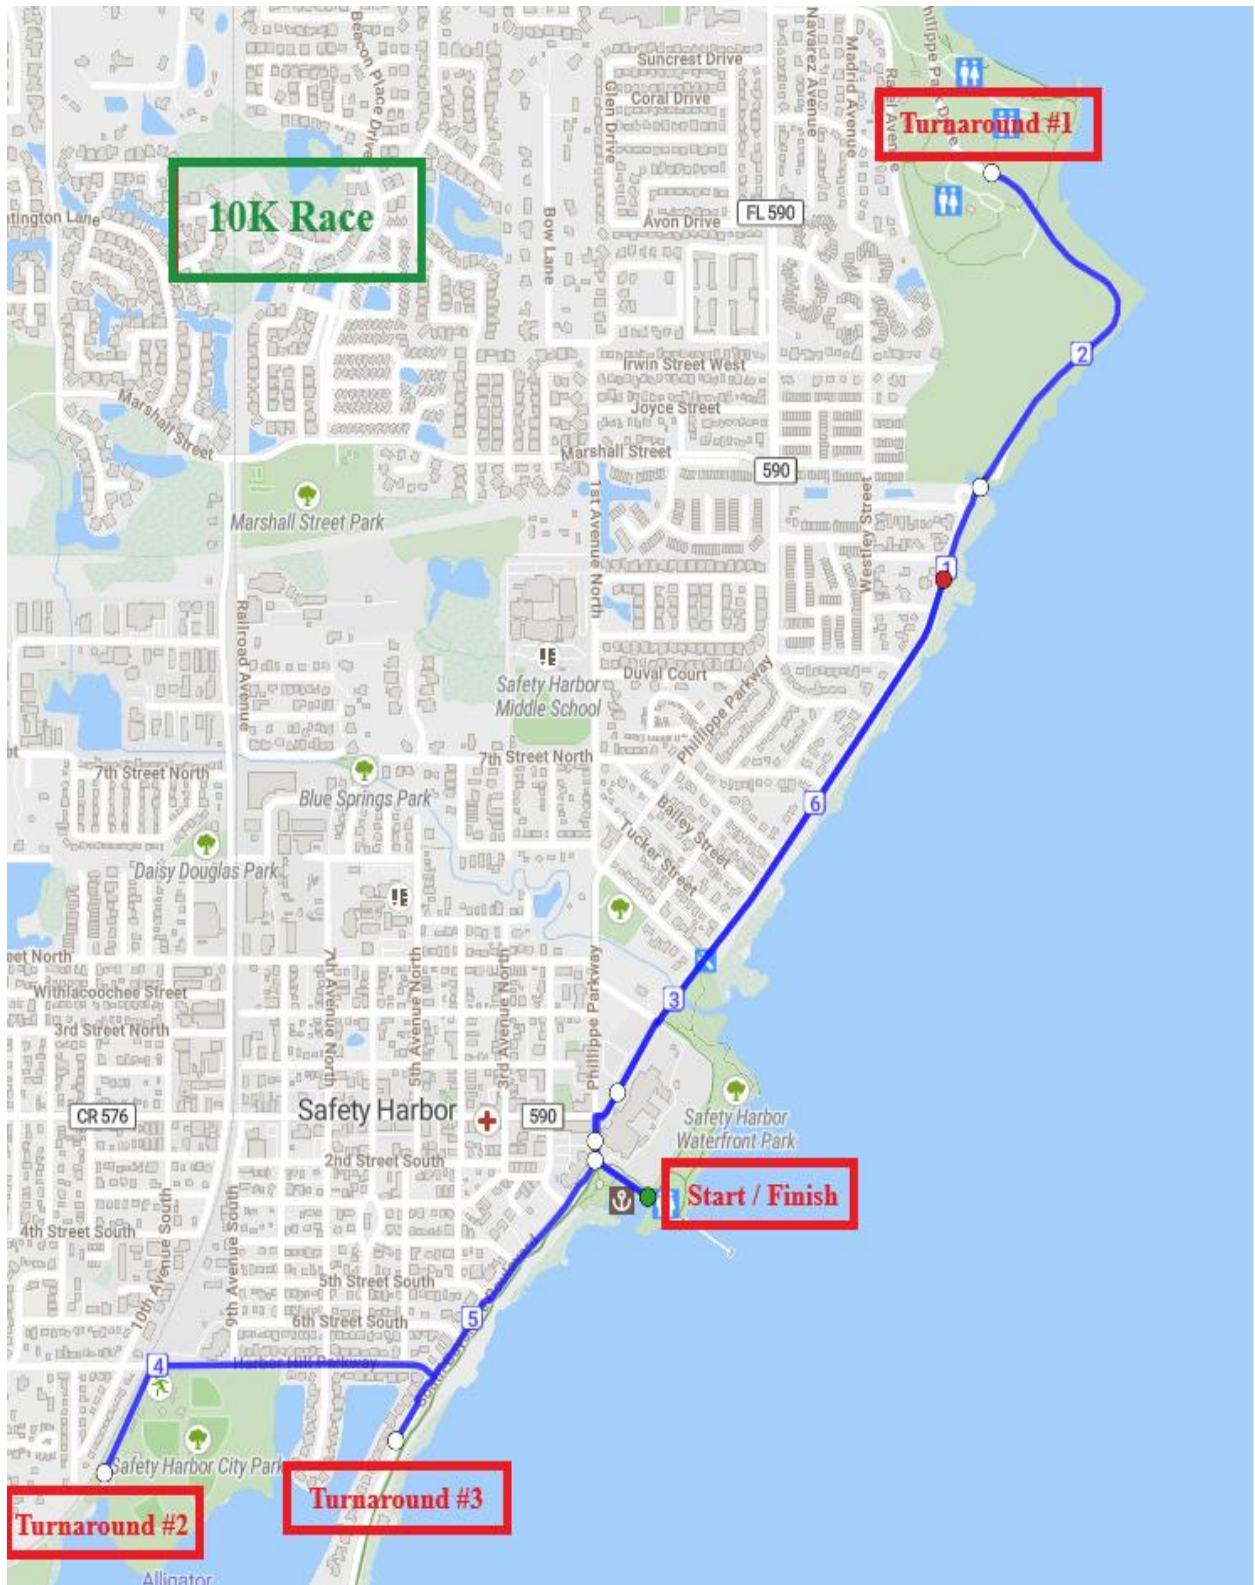 Beacon Place Drive
Suncrest Drive
Coral Drive
Glen Drive
Navarez Avenue
Madrid Avenue
Turnaround #1
10K Race
Avon Drive
FL 590
Bow Lane
Irwin Street West
Joyce Street
Marshall Street
Marshall Street
590
2
Marshall Street Park
1st Avenue North
Westley Street
1
Railroad Avenue
Safety Harbor
Middle School
Duval Court
Phillippe Parkway
7th Street North
7th Street North
Blue Springs Park
6
Bailey Street
Tucker Street
Daisy Douglas Park
7th Avenue North
5th Avenue North
3rd Avenue North
Phillippe Parkway
Withlacoochee Street
3
3rd Street North
CR 576
Safety Harbor
590
Safety Harbor
Waterfront Park
2nd Street South
Start / Finish
10th Avenue South
9th Avenue South
4th Street South
5th Street South
6th Street South
5
4
Harbor Hill Parkway
Safety Harbor City Park
Turnaround #3
Turnaround #2
Alligator